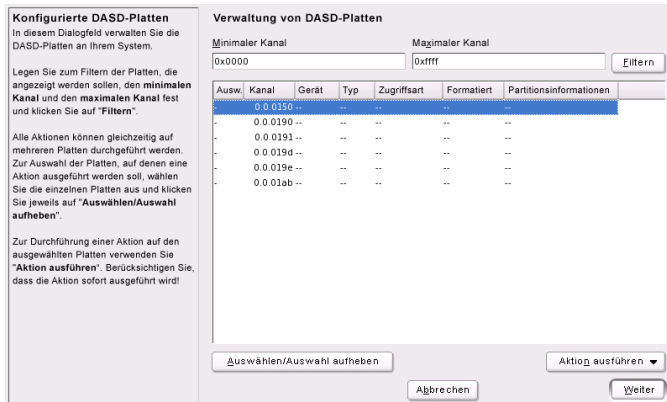 Konfigurierte DASD-Platten
In diesem Dialogfeld verwalten Sie die
DASD-Platten an Ihrem System.
Legen Sie zum Filtern der Platten, die
angezeigt werden sollen, den minimalen
Kanal und den maximalen Kanal fest
und klicken Sie auf "Filtern".
Alle Aktionen können gleichzeitig auf
mehreren Platten durchgeführt werden.
Zur Auswahl der Platten, auf denen eine
Aktion ausgeführt werden soll, wählen
Sie die einzelnen Platten aus und klicken
Sie jeweils auf "Auswählen/Auswahl
aufheben".
Zur Durchführung einer Aktion auf den
ausgewählten Platten verwenden Sie
"Aktion ausführen". Berücksichtigen Sie,
dass die Aktion sofort ausgeführt wird!
Verwaltung von DASD-Platten
Minimaler Kanal Maximaler Kanal
0x0000 0xffff Filtern
Ausw. Kanal Gerät Typ Zugriffsart Formatiert Partitionsinformationen
- 0.0.0150 -- -- -- -- --
- 0.0.0190 -- -- -- -- --
- 0.0.0191 -- -- -- -- --
- 0.0.019d -- -- -- -- --
- 0.0.019e -- -- -- -- --
- 0.0.01ab -- -- -- -- --
Auswählen/Auswahl aufheben Aktion ausführen
Abbrechen Weiter